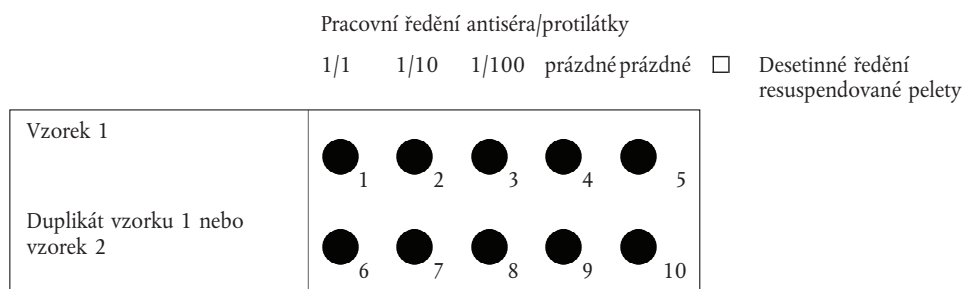 Pracovní ředění antiséra/protilátky
1/1 1/10 1/100 prázdné prázdné □ Desetinné ředění
resuspendované pelety
Vzorek 1
1 2 3 4 5
Duplikát vzorku 1 nebo
vzorek 2
6 7 8 9 10